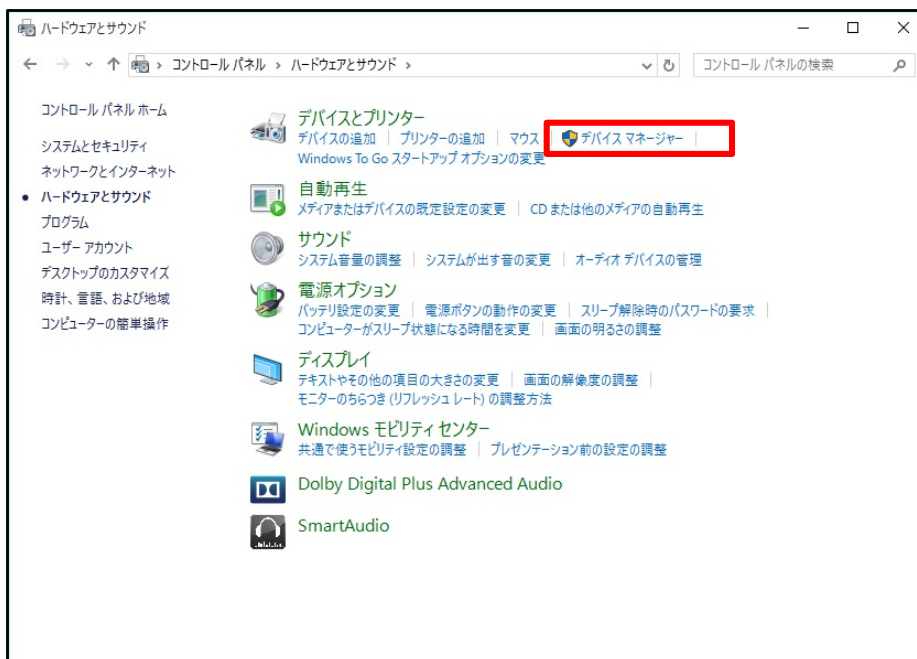 ハードウェアとサウンド
コントロール パネル › ハードウェアとサウンド ›
コントロール パネルの検索
コントロール パネル ホーム
システムとセキュリティ
ネットワークとインターネット
ハードウェアとサウンド
プログラム
ユーザー アカウント
デスクトップのカスタマイズ
時計、言語、および地域
コンピューターの簡単操作
デバイスとプリンター
デバイスの追加 | プリンターの追加 | マウス | デバイス マネージャー |
Windows To Go スタートアップ オプションの変更
自動再生
メディアまたはデバイスの既定設定の変更 | CD または他のメディアの自動再生
サウンド
システム音量の調整 | システムが出す音の変更 | オーディオ デバイスの管理
電源オプション
バッテリ設定の変更 | 電源ボタンの動作の変更 | スリープ解除時のパスワードの要求 |
コンピューターがスリープ状態になる時間を変更 | 画面の明るさの調整
ディスプレイ
テキストやその他の項目の大きさの変更 | 画面の解像度の調整 |
モニターのちらつき (リフレッシュ レート) の調整方法
Windows モビリティ センター
共通で使うモビリティ設定の調整 | プレゼンテーション前の設定の調整
Dolby Digital Plus Advanced Audio
SmartAudio